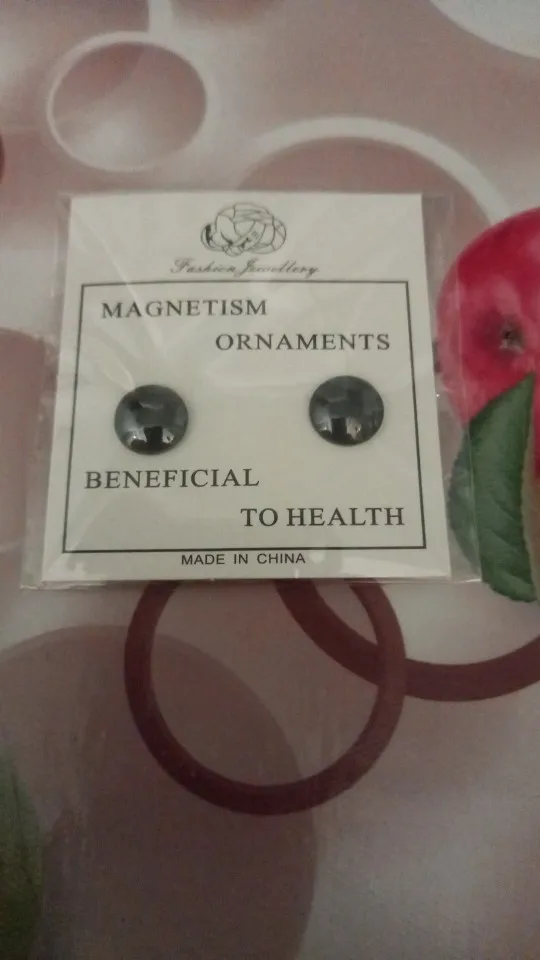 Fashion Jewellery
MAGNETISM
ORNAMENTS
BENEFICIAL
TO HEALTH
MADE IN CHINA